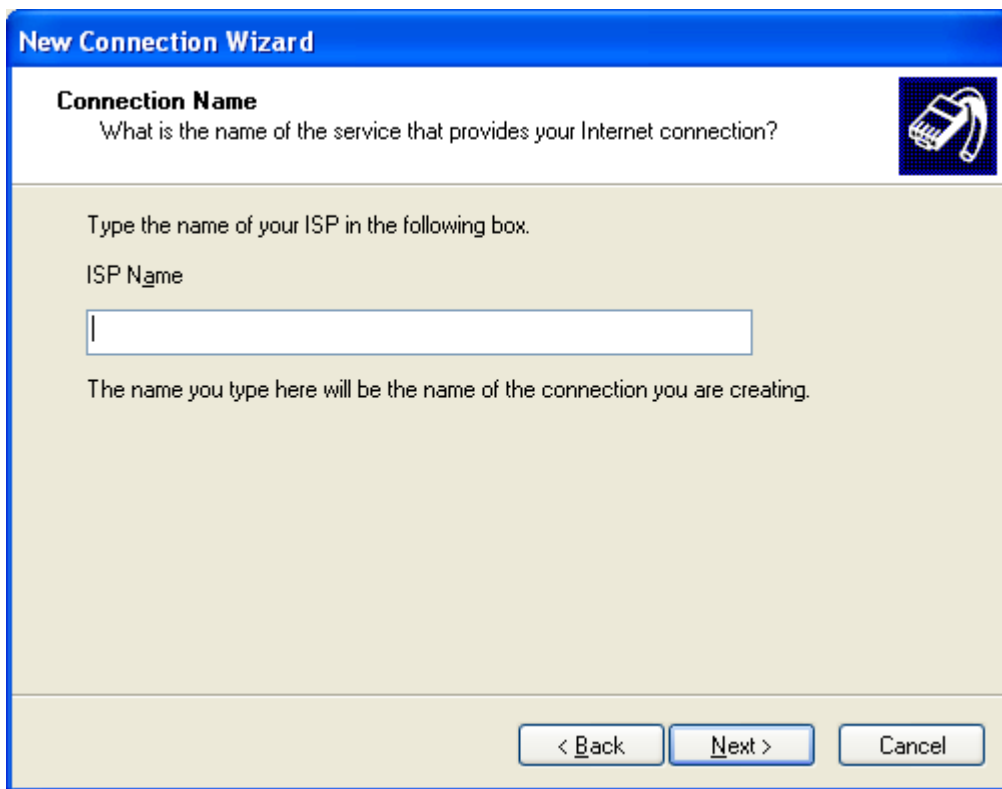 New Connection Wizard
Connection Name
What is the name of the service that provides your Internet connection?
Type the name of your ISP in the following box.
ISP Name
The name you type here will be the name of the connection you are creating.
< Back Next > Cancel